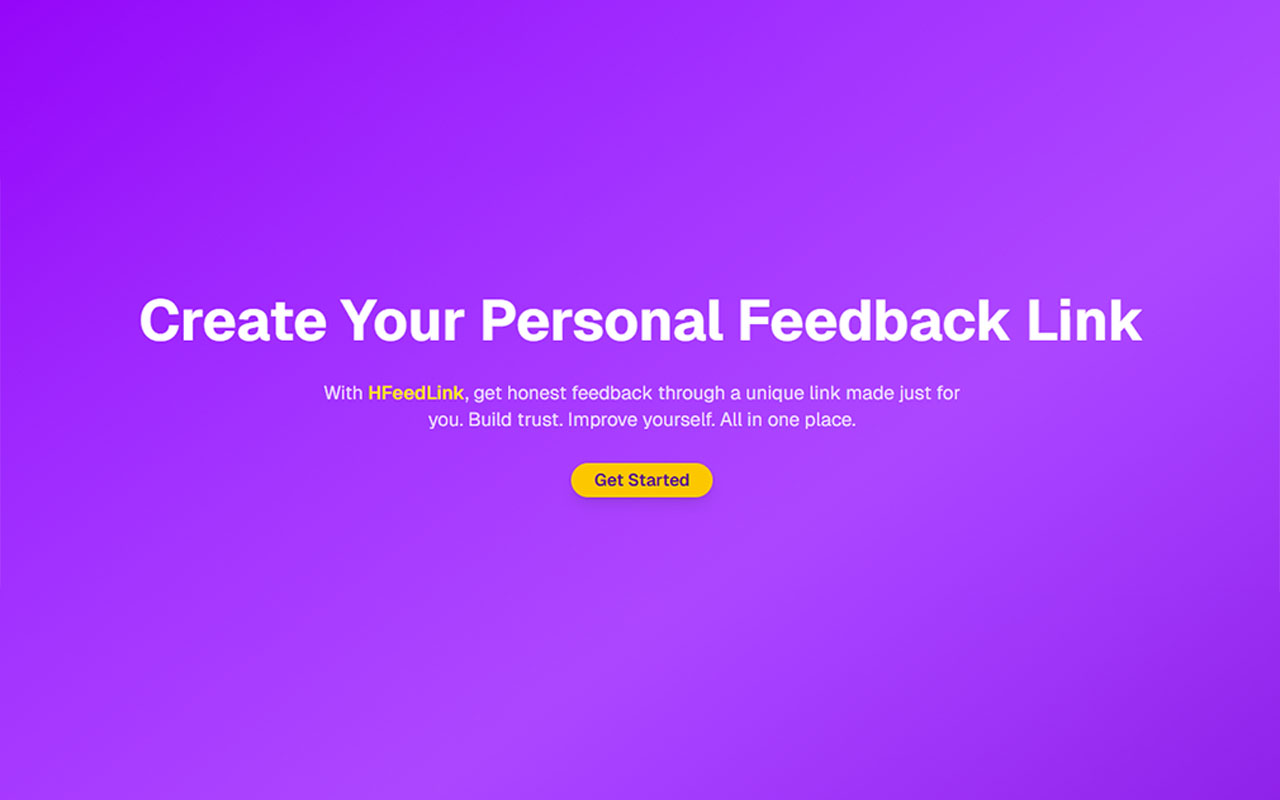 Create Your Personal Feedback Link
With HFeedLink, get honest feedback through a unique link made just for
you. Build trust. Improve yourself. All in one place.
Get Started